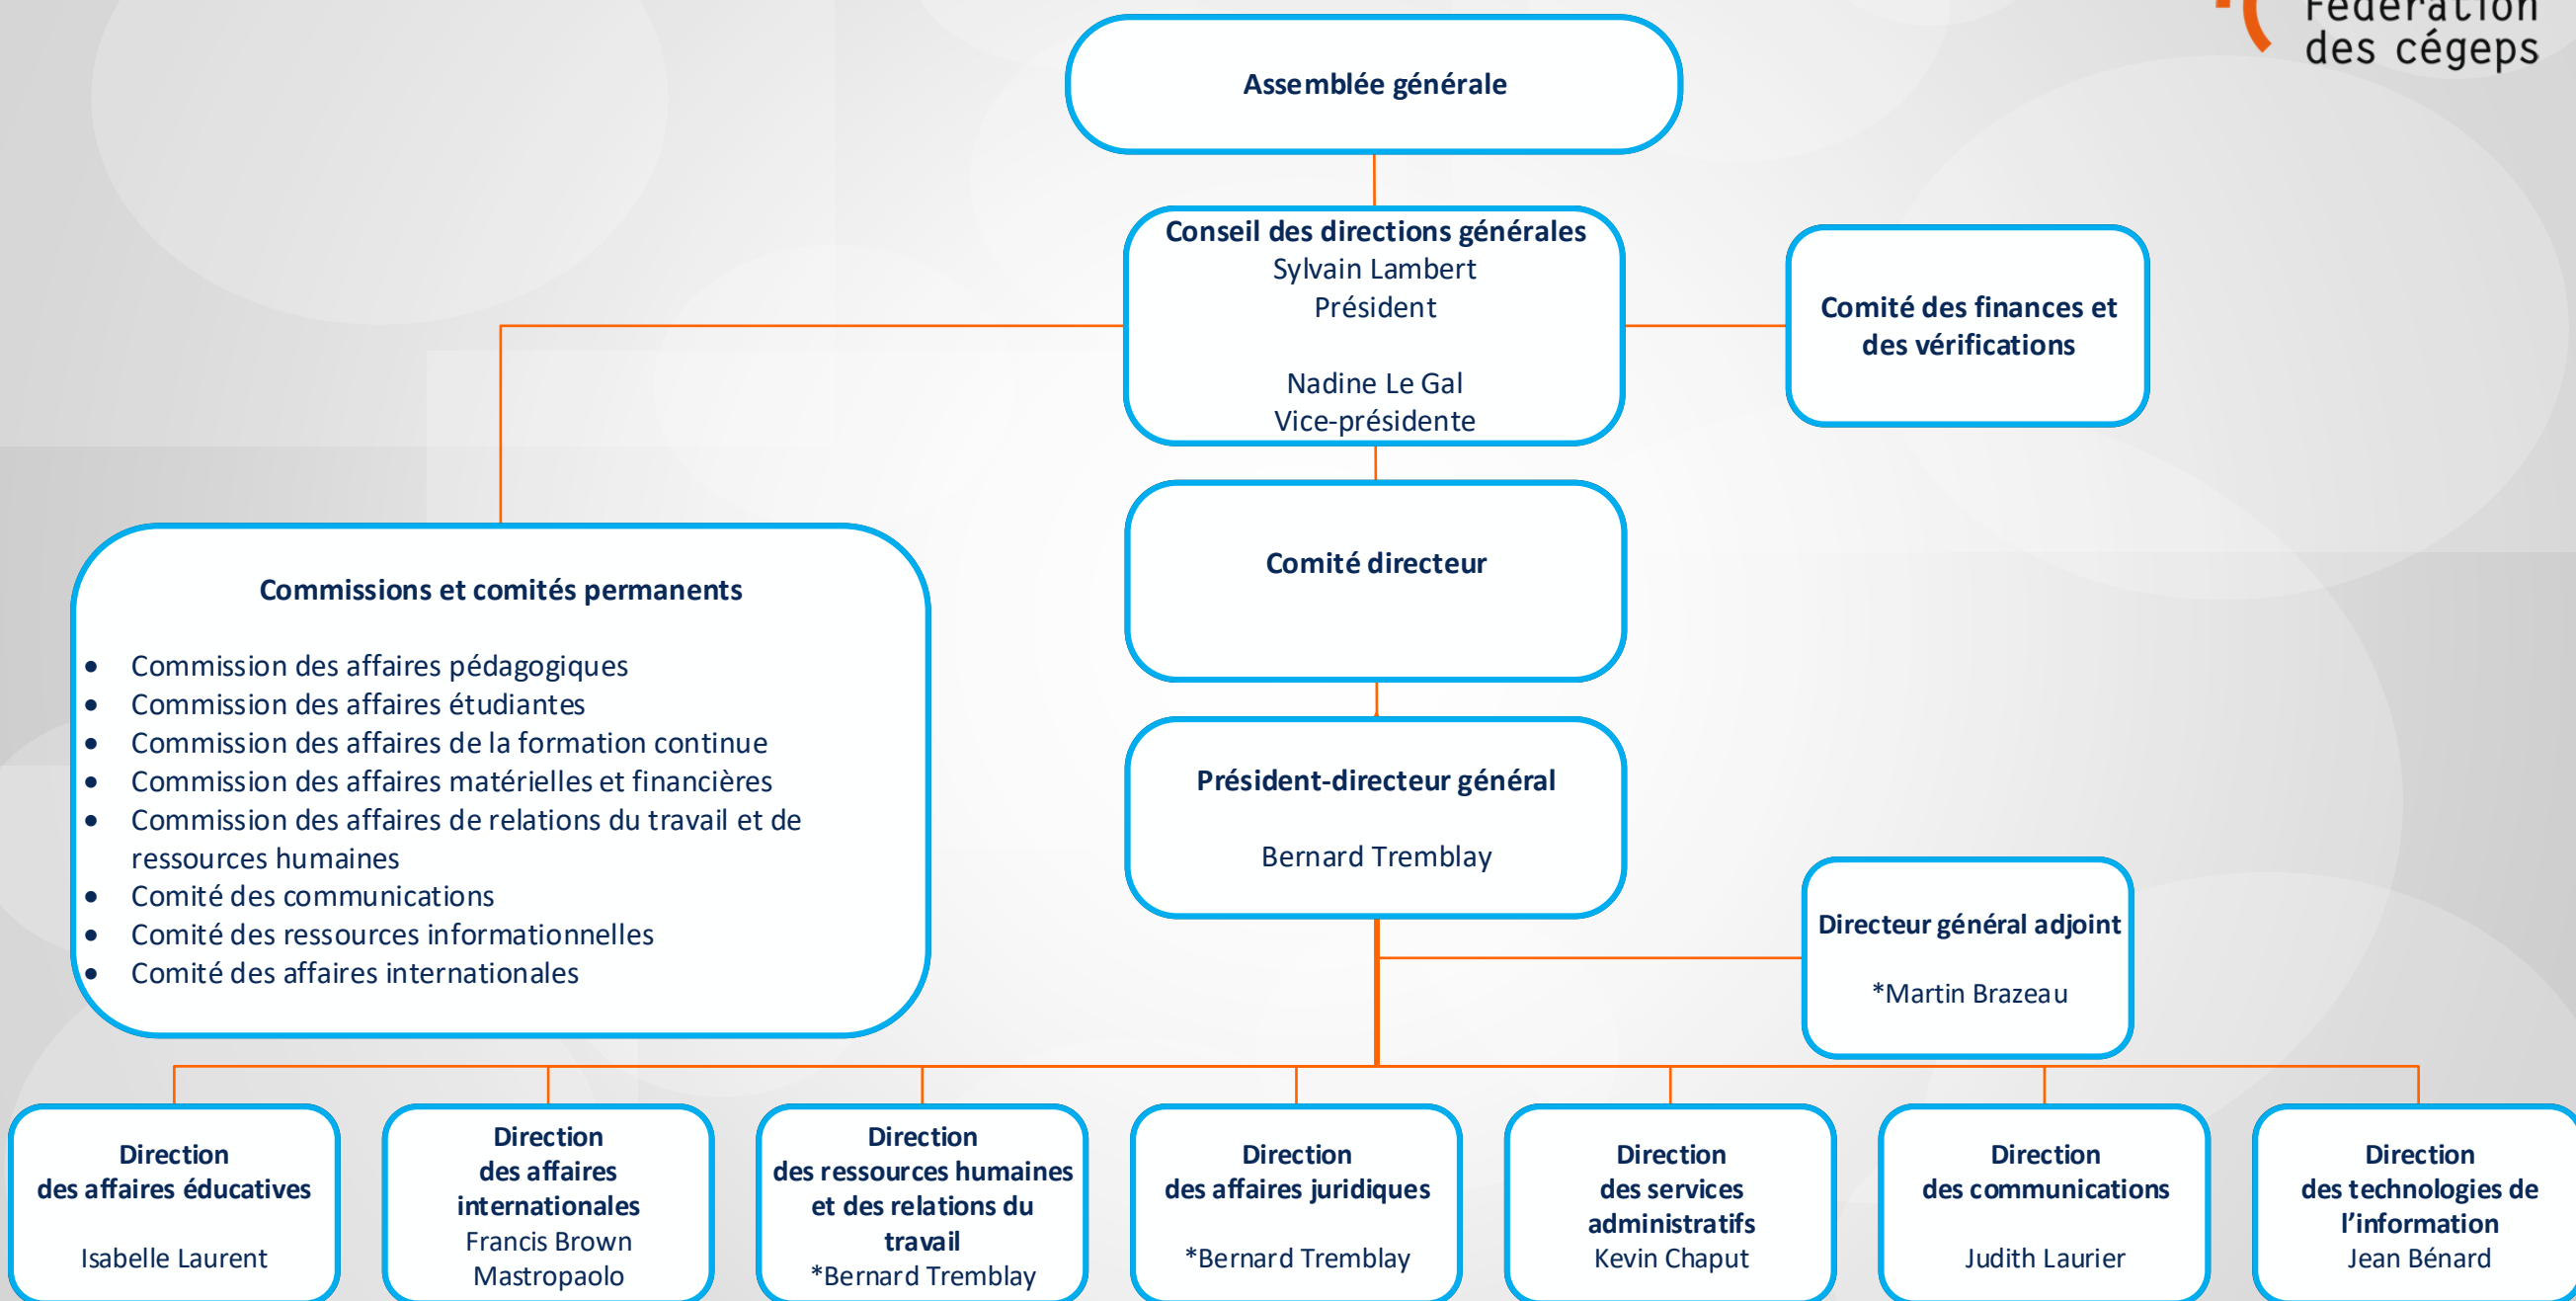 Fédération
des cégeps
Assemblée générale
Conseil des directions générales
Sylvain Lambert
Président
Nadine Le Gal
Vice-présidente
Comité des finances et
des vérifications
Comité directeur
Commissions et comités permanents
• Commission des affaires pédagogiques
• Commission des affaires étudiantes
• Commission des affaires de la formation continue
• Commission des affaires matérielles et financières
• Commission des affaires de relations du travail et de
ressources humaines
• Comité des communications
• Comité des ressources informationnelles
• Comité des affaires internationales
Président-directeur général
Bernard Tremblay
Directeur général adjoint
*Martin Brazeau
Direction
des affaires éducatives
Isabelle Laurent
Direction
des affaires
internationales
Francis Brown
Mastropaolo
Direction
des ressources humaines
et des relations du
travail
*Bernard Tremblay
Direction
des affaires juridiques
*Bernard Tremblay
Direction
des services
administratifs
Kevin Chaput
Direction
des communications
Judith Laurier
Direction
des technologies de
l’information
Jean Bénard